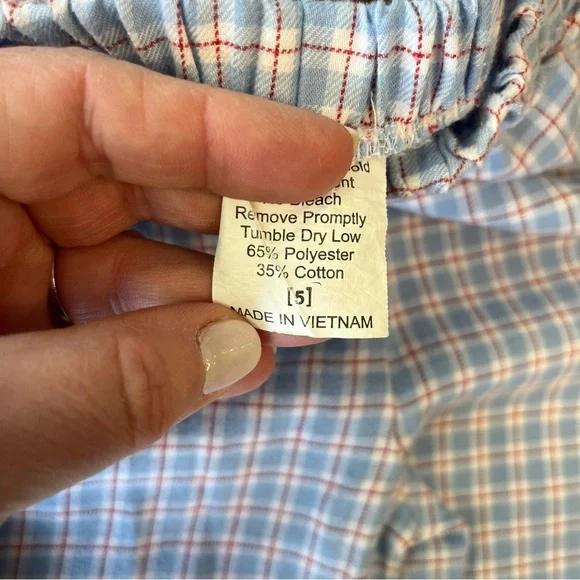 Bleach
Remove Promptly
Tumble Dry Low
65% Polyester
35% Cotton
[5]
MADE IN VIETNAM